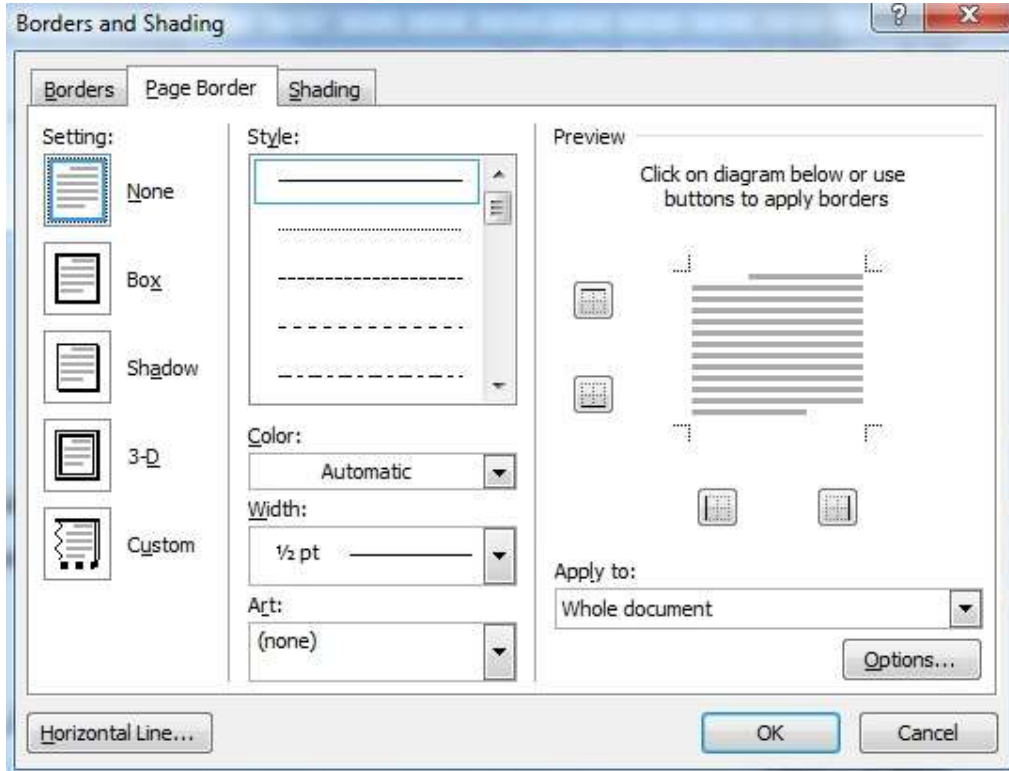 Borders and Shading
Borders
Page Border
Shading
Setting:
None
Box
Shadow
3-D
Custom
Style:
Color:
Automatic
Width:
½ pt
Art:
(none)
Preview
Click on diagram below or use
buttons to apply borders
Apply to:
Whole document
Options...
Horizontal Line...
OK
Cancel